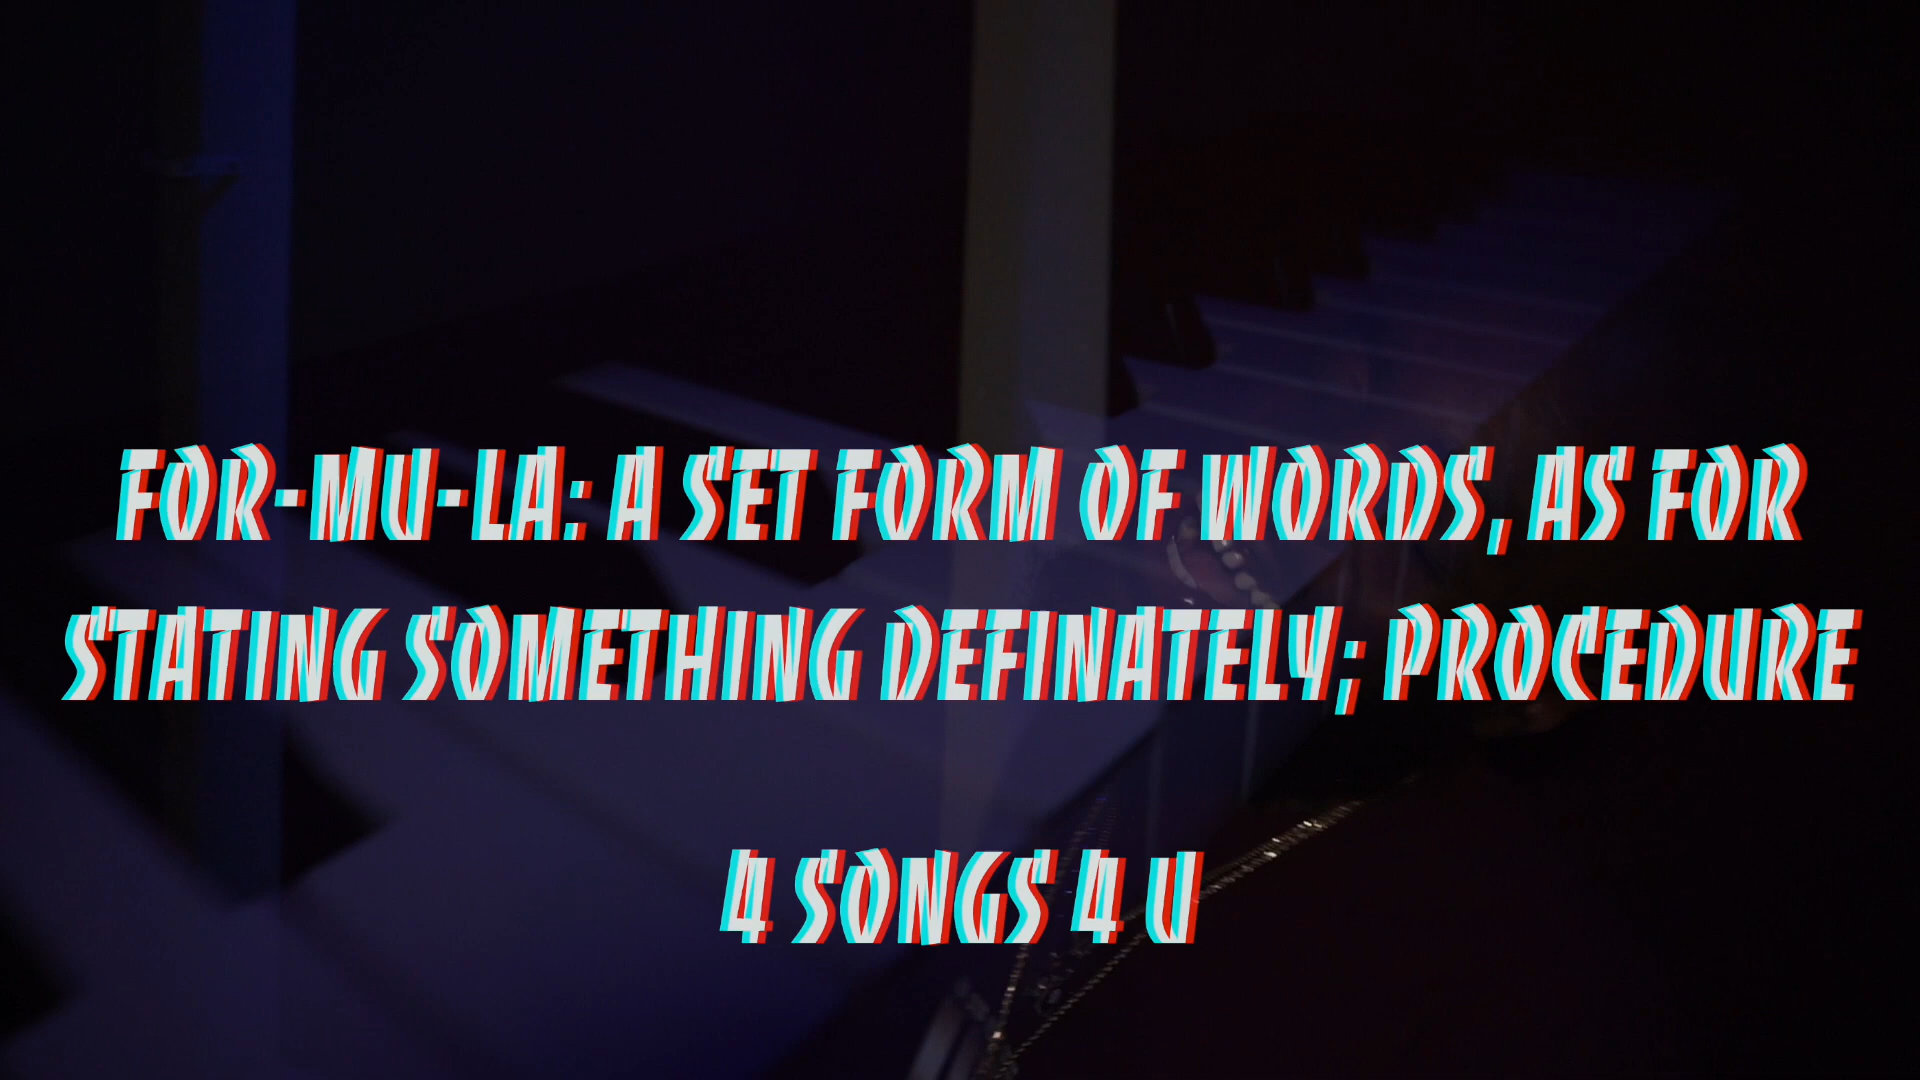 FOR-MU-LA: A SET FORM OF WORDS, AS FOR
STATING SOMETHING DEFINATELY; PROCEDURE
4 SONGS 4 U